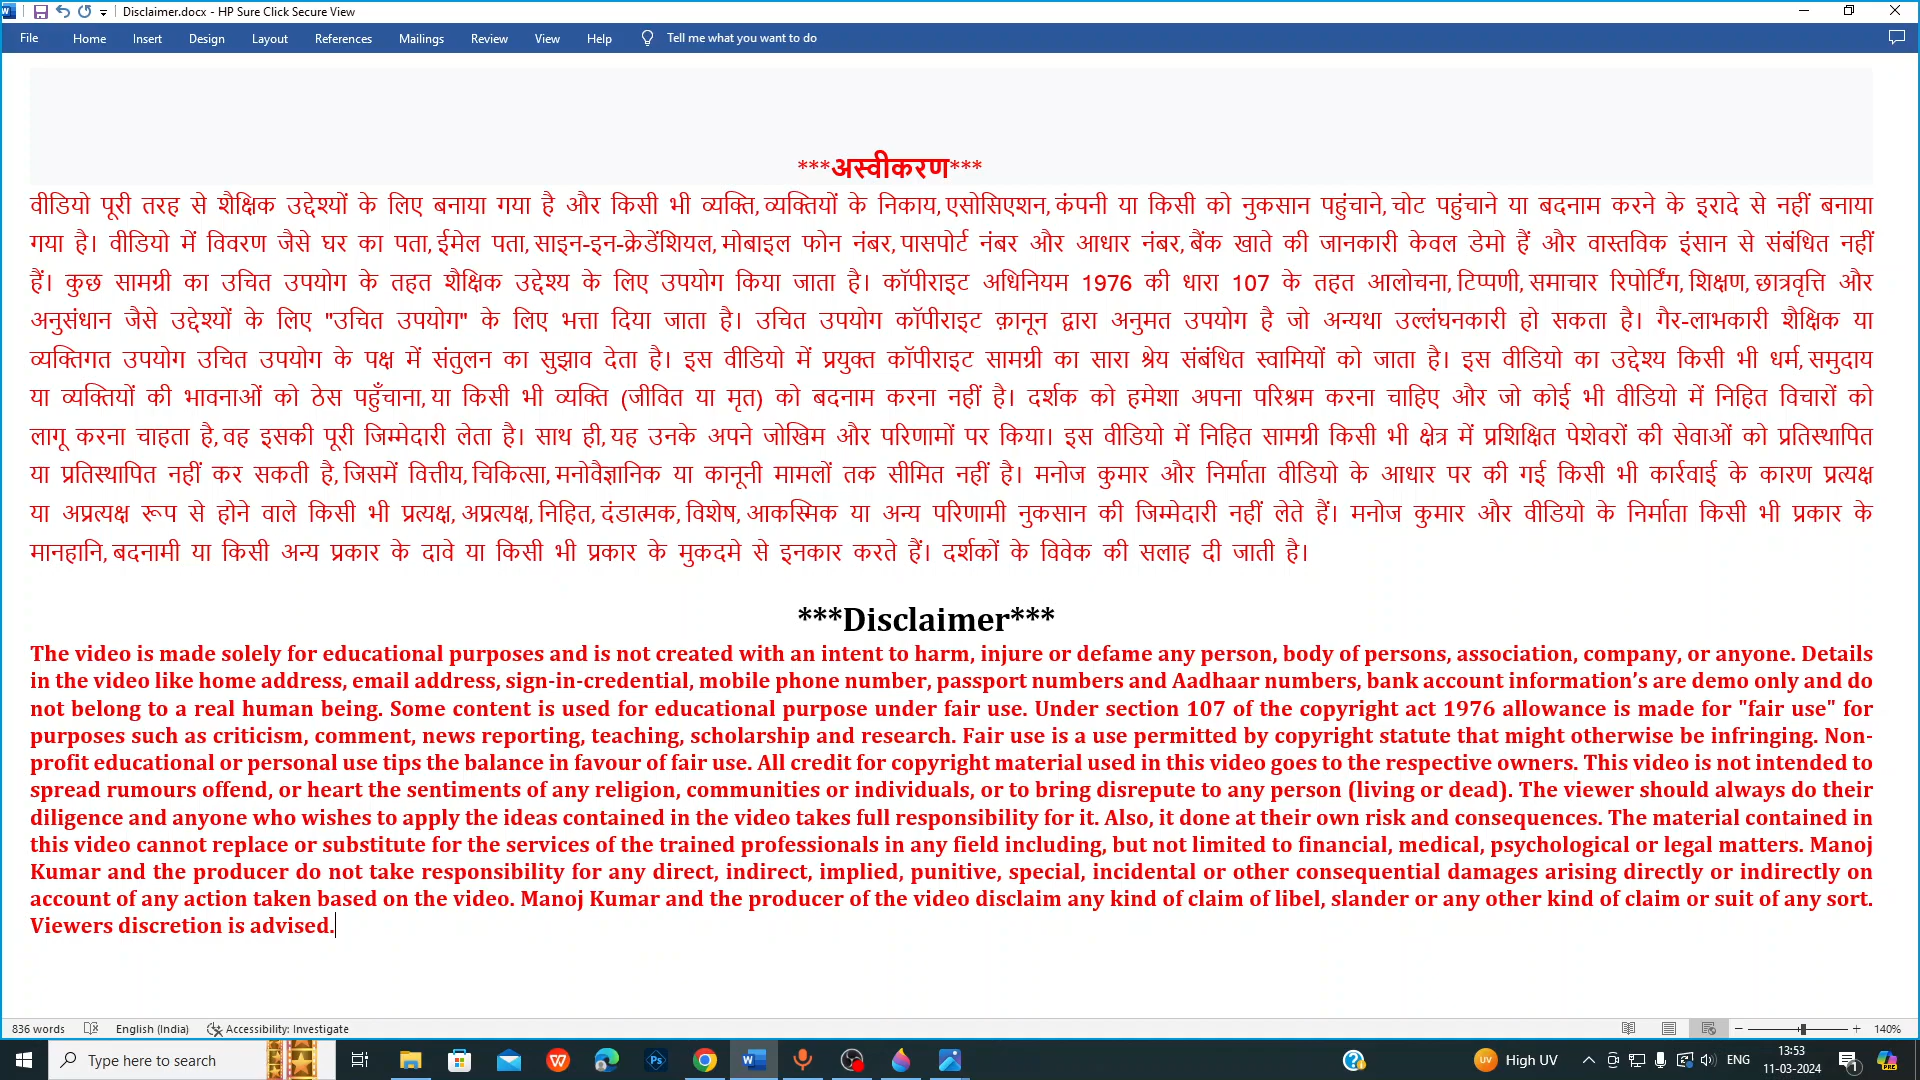 Disclaimer.docx - HP Sure Click Secure View
File Home Insert Design Layout References Mailings Review View Help Tell me what you want to do
***अस्वीकरण***
वीडियो पूरी तरह से शैक्षिक उद्देश्यों के लिए बनाया गया है और किसी भी व्यक्ति, व्यक्तियों के निकाय, एसोसिएशन, कंपनी या किसी को नुकसान पहुंचाने, चोट पहुंचाने या बदनाम करने के इरादे से नहीं बनाया
गया है। वीडियो में विवरण जैसे घर का पता, ईमेल पता, साइन-इन-क्रेडेंशियल, मोबाइल फोन नंबर, पासपोर्ट नंबर और आधार नंबर, बैंक खाते की जानकारी केवल डेमो हैं और वास्तविक इंसान से संबंधित नहीं
हैं। कुछ सामग्री का उचित उपयोग के तहत शैक्षिक उद्देश्य के लिए उपयोग किया जाता है। कॉपीराइट अधिनियम 1976 की धारा 107 के तहत आलोचना, टिप्पणी, समाचार रिपोर्टिंग, शिक्षण, छात्रवृत्ति और
अनुसंधान जैसे उद्देश्यों के लिए "उचित उपयोग" के लिए भत्ता दिया जाता है। उचित उपयोग कॉपीराइट क़ानून द्वारा अनुमत उपयोग है जो अन्यथा उल्लंघनकारी हो सकता है। गैर-लाभकारी शैक्षिक या
व्यक्तिगत उपयोग उचित उपयोग के पक्ष में संतुलन का सुझाव देता है। इस वीडियो में प्रयुक्त कॉपीराइट सामग्री का सारा श्रेय संबंधित स्वामियों को जाता है। इस वीडियो का उद्देश्य किसी भी धर्म, समुदाय
या व्यक्तियों की भावनाओं को ठेस पहुँचाना, या किसी भी व्यक्ति (जीवित या मृत) को बदनाम करना नहीं है। दर्शक को हमेशा अपना परिश्रम करना चाहिए और जो कोई भी वीडियो में निहित विचारों को
लागू करना चाहता है, वह इसकी पूरी जिम्मेदारी लेता है। साथ ही, यह उनके अपने जोखिम और परिणामों पर किया। इस वीडियो में निहित सामग्री किसी भी क्षेत्र में प्रशिक्षित पेशेवरों की सेवाओं को प्रतिस्थापित
या प्रतिस्थापित नहीं कर सकती है, जिसमें वित्तीय, चिकित्सा, मनोवैज्ञानिक या कानूनी मामलों तक सीमित नहीं है। मनोज कुमार और निर्माता वीडियो के आधार पर की गई किसी भी कार्रवाई के कारण प्रत्यक्ष
या अप्रत्यक्ष रूप से होने वाले किसी भी प्रत्यक्ष, अप्रत्यक्ष, निहित, दंडात्मक, विशेष, आकस्मिक या अन्य परिणामी नुकसान की जिम्मेदारी नहीं लेते हैं। मनोज कुमार और वीडियो के निर्माता किसी भी प्रकार के
मानहानि, बदनामी या किसी अन्य प्रकार के दावे या किसी भी प्रकार के मुकदमे से इनकार करते हैं। दर्शकों के विवेक की सलाह दी जाती है।
***Disclaimer***
The video is made solely for educational purposes and is not created with an intent to harm, injure or defame any person, body of persons, association, company, or anyone. Details
in the video like home address, email address, sign-in-credential, mobile phone number, passport numbers and Aadhaar numbers, bank account information’s are demo only and do
not belong to a real human being. Some content is used for educational purpose under fair use. Under section 107 of the copyright act 1976 allowance is made for "fair use" for
purposes such as criticism, comment, news reporting, teaching, scholarship and research. Fair use is a use permitted by copyright statute that might otherwise be infringing. Non-
profit educational or personal use tips the balance in favour of fair use. All credit for copyright material used in this video goes to the respective owners. This video is not intended to
spread rumours offend, or heart the sentiments of any religion, communities or individuals, or to bring disrepute to any person (living or dead). The viewer should always do their
diligence and anyone who wishes to apply the ideas contained in the video takes full responsibility for it. Also, it done at their own risk and consequences. The material contained in
this video cannot replace or substitute for the services of the trained professionals in any field including, but not limited to financial, medical, psychological or legal matters. Manoj
Kumar and the producer do not take responsibility for any direct, indirect, implied, punitive, special, incidental or other consequential damages arising directly or indirectly on
account of any action taken based on the video. Manoj Kumar and the producer of the video disclaim any kind of claim of libel, slander or any other kind of claim or suit of any sort.
Viewers discretion is advised.
836 words English (India) Accessibility: Investigate 140%
Type here to search High UV ENG 13:53
11-03-2024